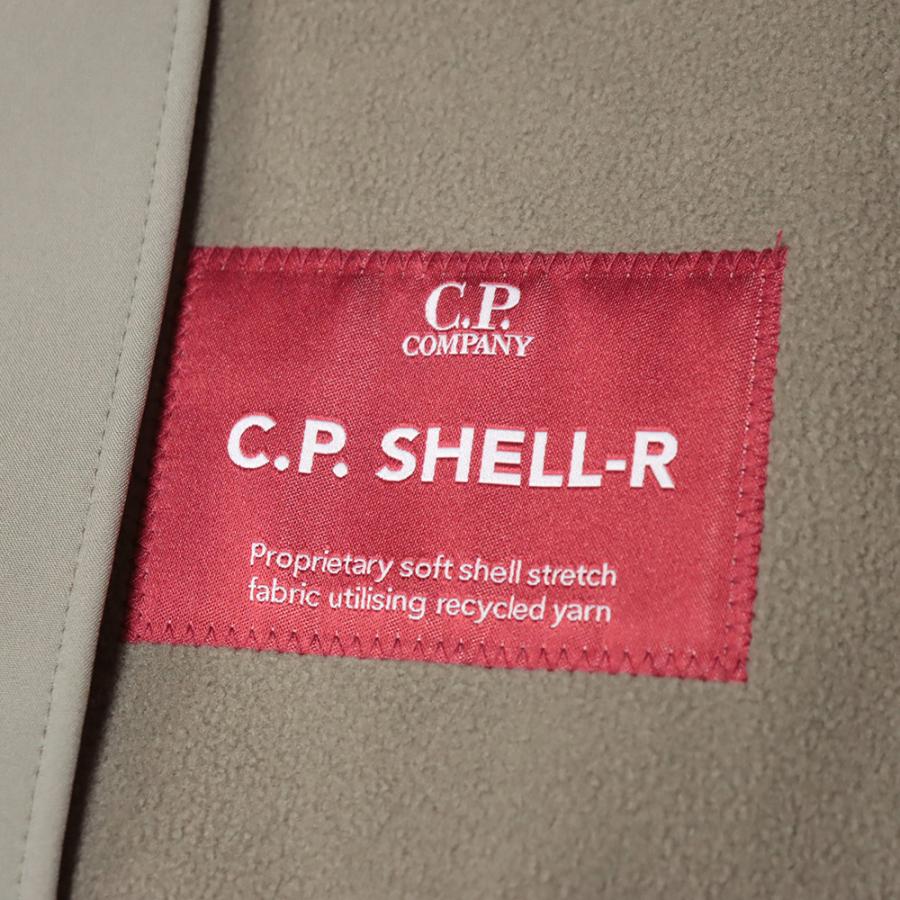 C.P.
COMPANY
C.P. SHELL-R
Proprietary soft shell stretch
fabric utilising recycled yarn